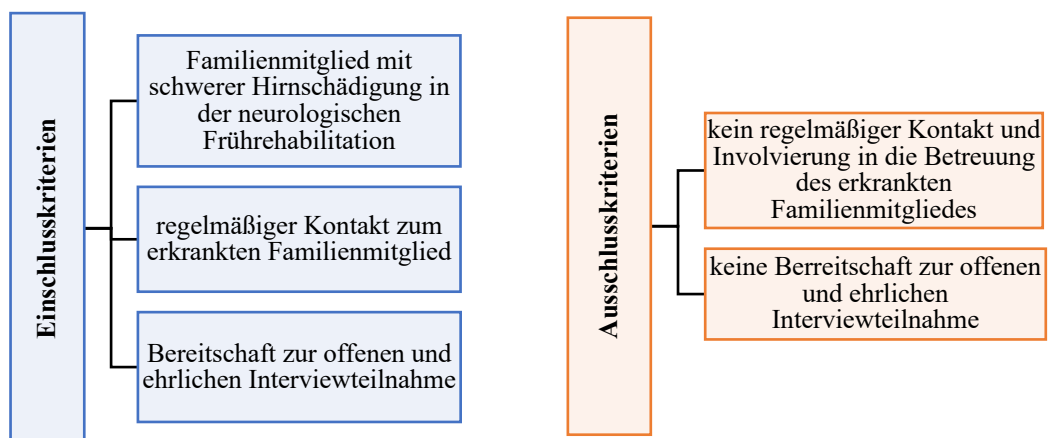 Einschlusskriterien
Familienmitglied mit
schwerer Hirnschädigung in
der neurologischen
Frührehabilitation
regelmäßiger Kontakt zum
erkrankten Familienmitglied
Bereitschaft zur offenen und
ehrlichen Interviewteilnahme
Ausschlusskriterien
kein regelmäßiger Kontakt und
Involvierung in die Betreuung
des erkrankten
Familienmitgliedes
keine Berreitschaft zur offenen
und ehrlichen
Interviewteilnahme